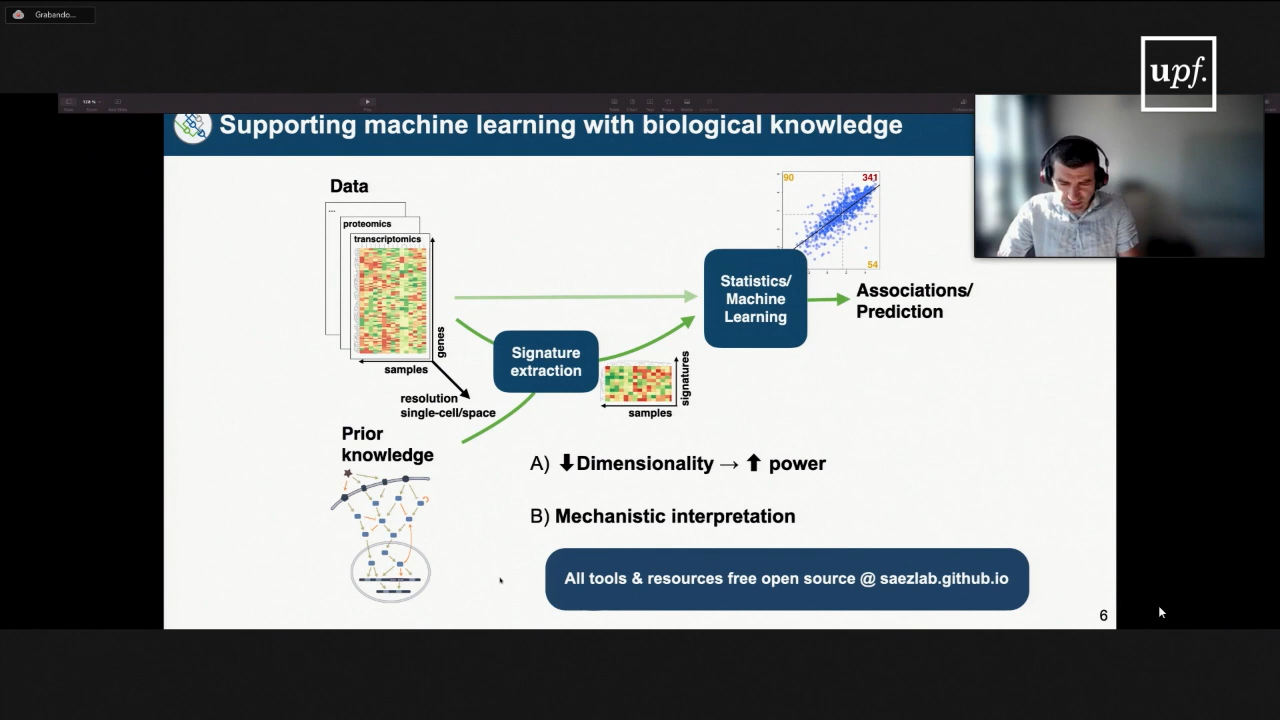 Grabando...
upf.
128 %
Supporting machine learning with biological knowledge
Data
...
proteomics
transcriptomics
genes
samples
resolution
single-cell/space
Prior
knowledge
Signature
extraction
signatures
samples
Statistics/
Machine
Learning
90
341
54
Associations/
Prediction
A) ⬇Dimensionality → ⬆ power
B) Mechanistic interpretation
All tools & resources free open source @ saezlab.github.io
6